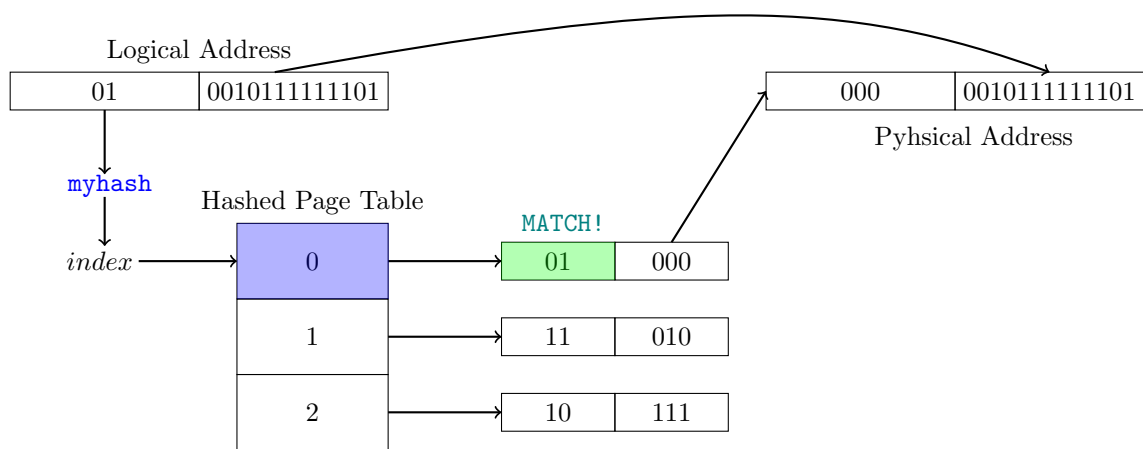 Logical Address
01 0010111111101
000 0010111111101
Pyhsical Address
myhash
Hashed Page Table
MATCH!
index
0
01 000
1
11 010
2
10 111